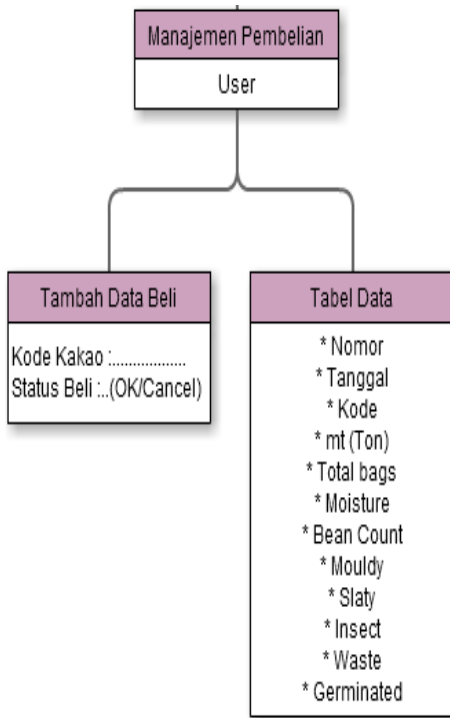 Manajemen Pembelian
User
Tambah Data Beli
Kode Kakao :..................
Status Beli :..(OK/Cancel)
Tabel Data
* Nomor
* Tanggal
* Kode
* mt (Ton)
* Total bags
* Moisture
* Bean Count
* Mouldy
* Slaty
* Insect
* Waste
* Germinated